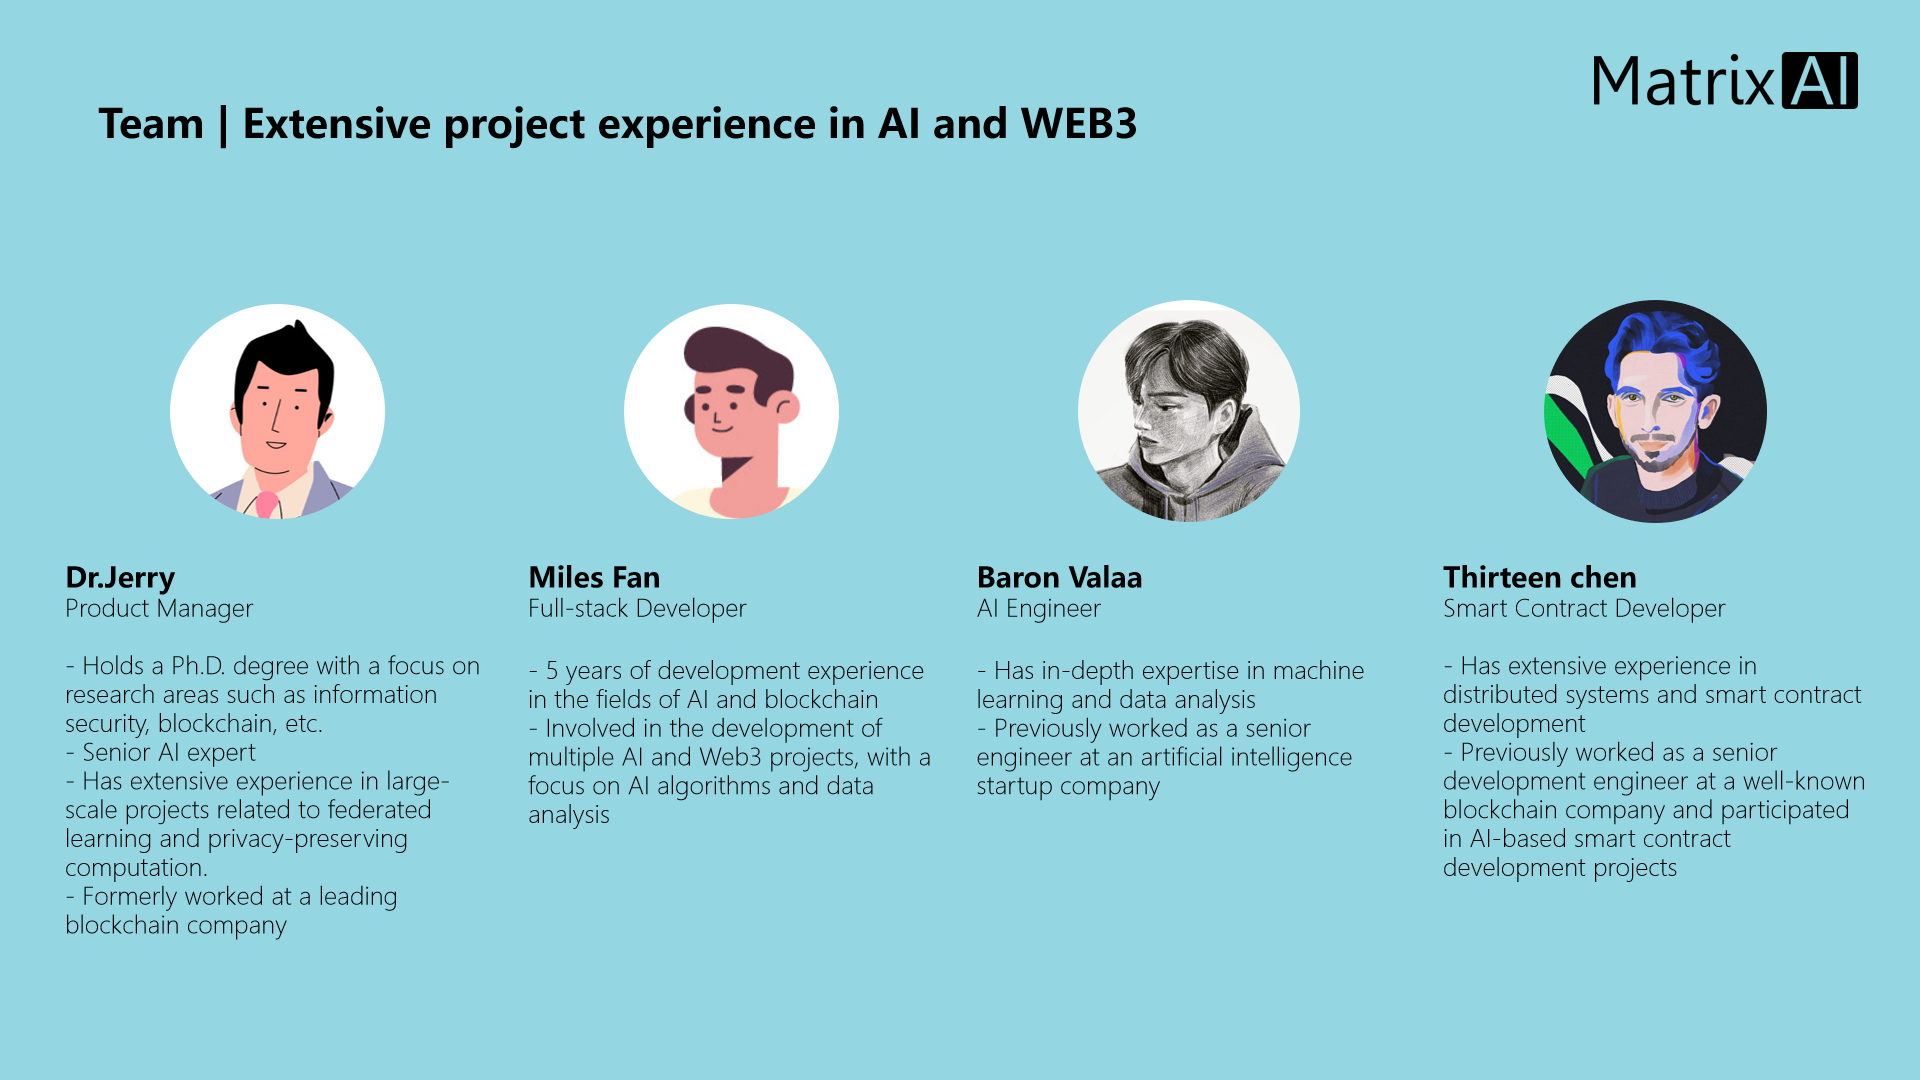 MatrixAI
Team | Extensive project experience in AI and WEB3
Dr.Jerry
Product Manager
- Holds a Ph.D. degree with a focus on
research areas such as information
security, blockchain, etc.
- Senior AI expert
- Has extensive experience in large-
scale projects related to federated
learning and privacy-preserving
computation.
- Formerly worked at a leading
blockchain company
Miles Fan
Full-stack Developer
- 5 years of development experience
in the fields of AI and blockchain
- Involved in the development of
multiple AI and Web3 projects, with a
focus on AI algorithms and data
analysis
Baron Valaa
AI Engineer
- Has in-depth expertise in machine
learning and data analysis
- Previously worked as a senior
engineer at an artificial intelligence
startup company
Thirteen chen
Smart Contract Developer
- Has extensive experience in
distributed systems and smart contract
development
- Previously worked as a senior
development engineer at a well-known
blockchain company and participated
in AI-based smart contract
development projects